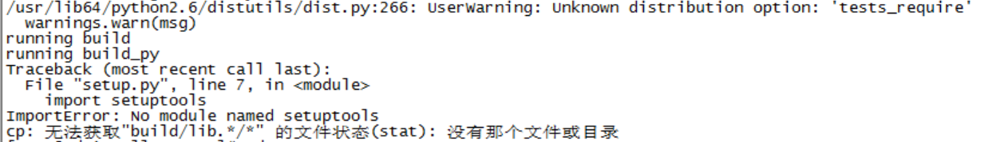 /usr/lib64/python2.6/distutils/dist.py:266: UserWarning: Unknown distribution option: 'tests_require'
  warnings.warn(msg)
running build
running build_py
Traceback (most recent call last):
  File "setup.py", line 7, in <module>
    import setuptools
ImportError: No module named setuptools
cp: 无法获取"build/lib.*/*" 的文件状态(stat): 没有那个文件或目录